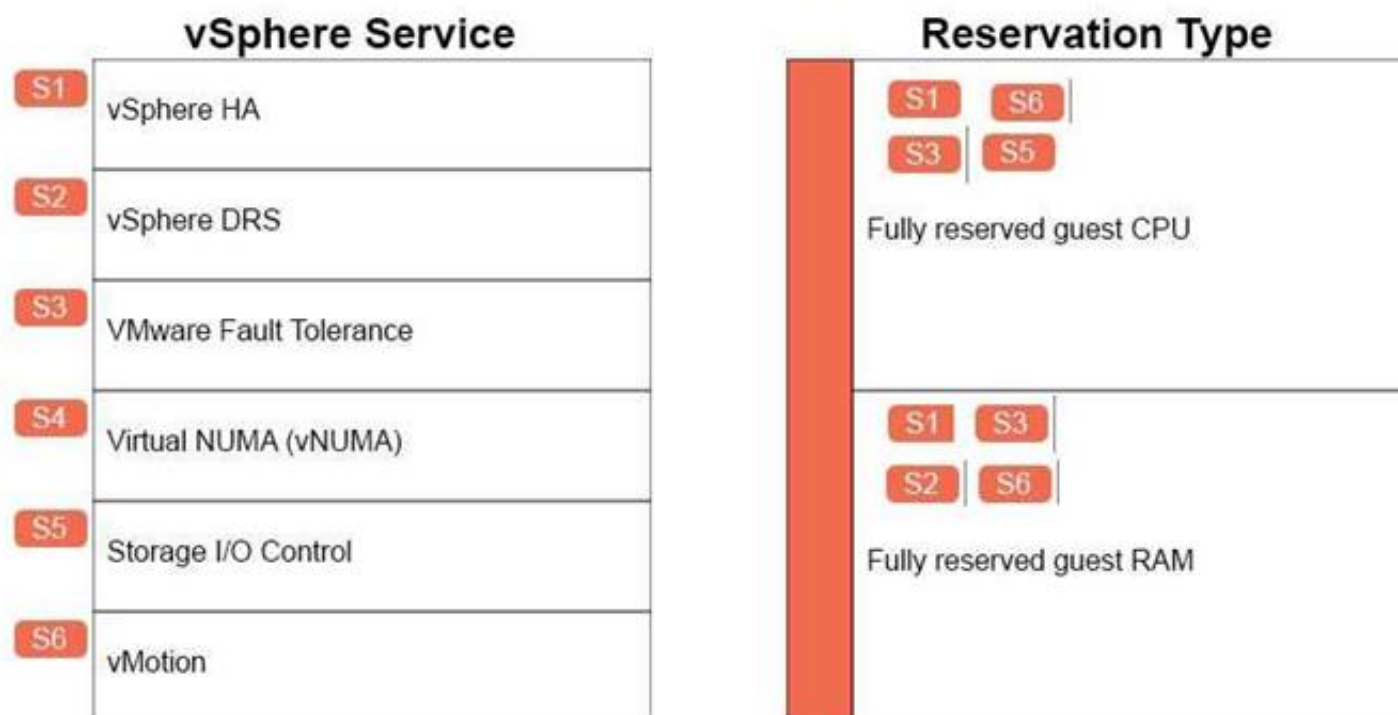 vSphere Service
S1
vSphere HA
S2
vSphere DRS
S3
VMware Fault Tolerance
S4
Virtual NUMA (vNUMA)
S5
Storage I/O Control
S6
vMotion
Reservation Type
S1 S6
S3 S5
Fully reserved guest CPU
S1 S3
S2 S6
Fully reserved guest RAM